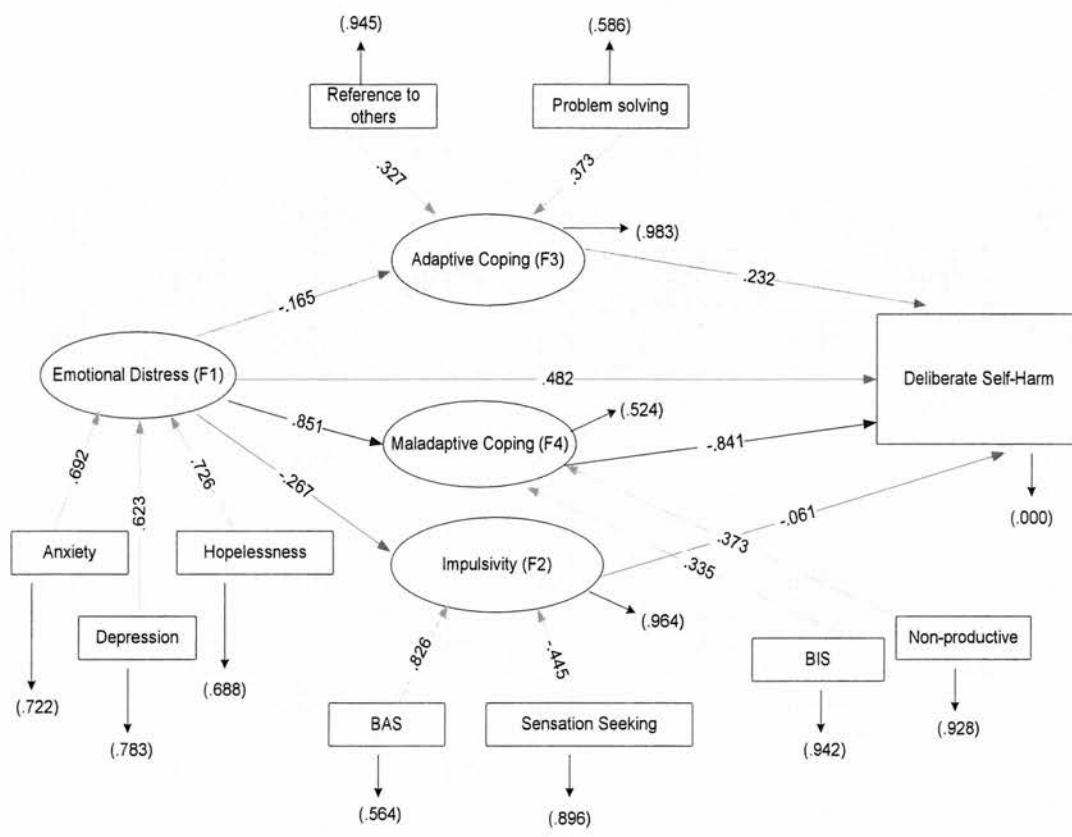 (.945)
(.586)
Reference to
others
Problem solving
.327
.373
(.983)
Adaptive Coping (F3)
.232
-.165
Emotional Distress (F1)
.482
Deliberate Self-Harm
.851
(.524)
Maladaptive Coping (F4)
-.841
.692
.623
.726
-.267
-.061
(.000)
.373
.335
Anxiety
Hopelessness
Impulsivity (F2)
(.964)
Depression
Non-productive
BIS
.826
-.445
(.722)
(.688)
(.783)
BAS
Sensation Seeking
(.942)
(.928)
(.564)
(.896)